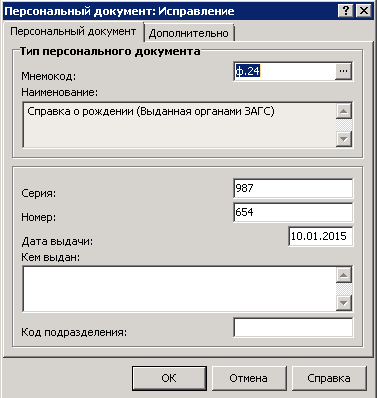 Персональный документ: Исправление
Персональный документ Дополнительно
Тип персонального документа
Мнемокод: ф.24 ...
Наименование:
Справка о рождении (Выданная органами ЗАГС)
Серия: 987
Номер: 654
Дата выдачи: 10.01.2015
Кем выдан:
Код подразделения:
ОК Отмена Справка